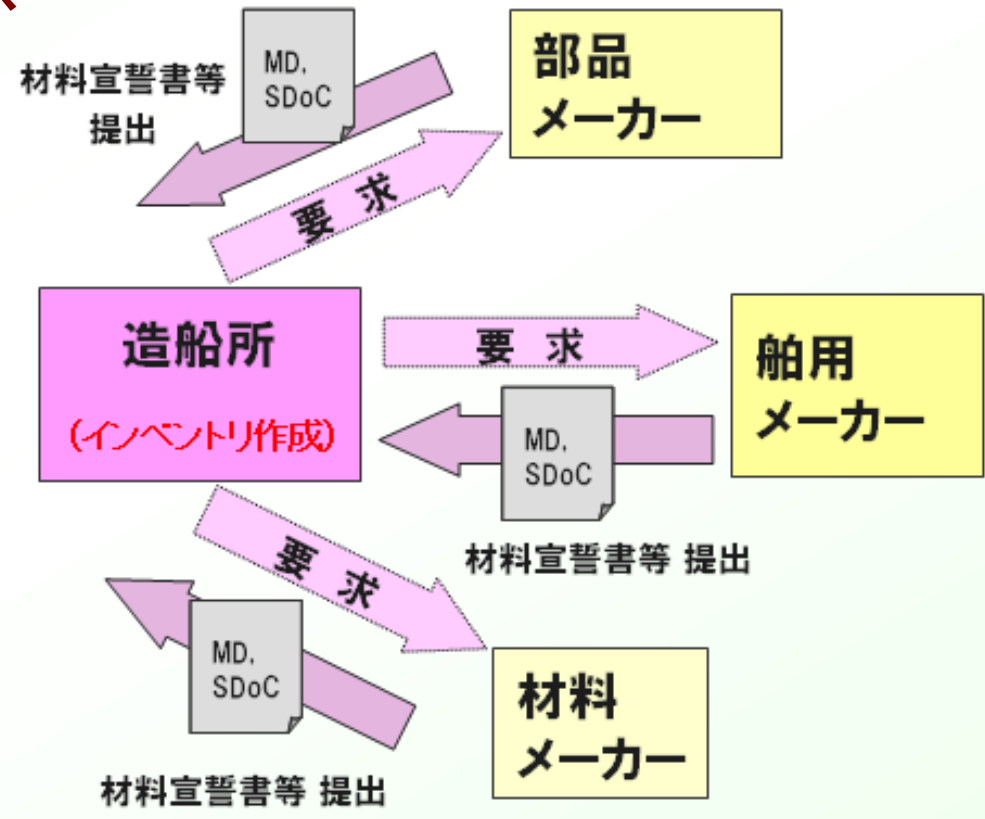 材料宣誓書等
提出
MD,
SDoC
部品
メーカー
要 求
造船所
(インベントリ作成)
要 求
舶用
メーカー
MD,
SDoC
材料宣誓書等 提出
要 求
MD,
SDoC
材料
メーカー
材料宣誓書等 提出